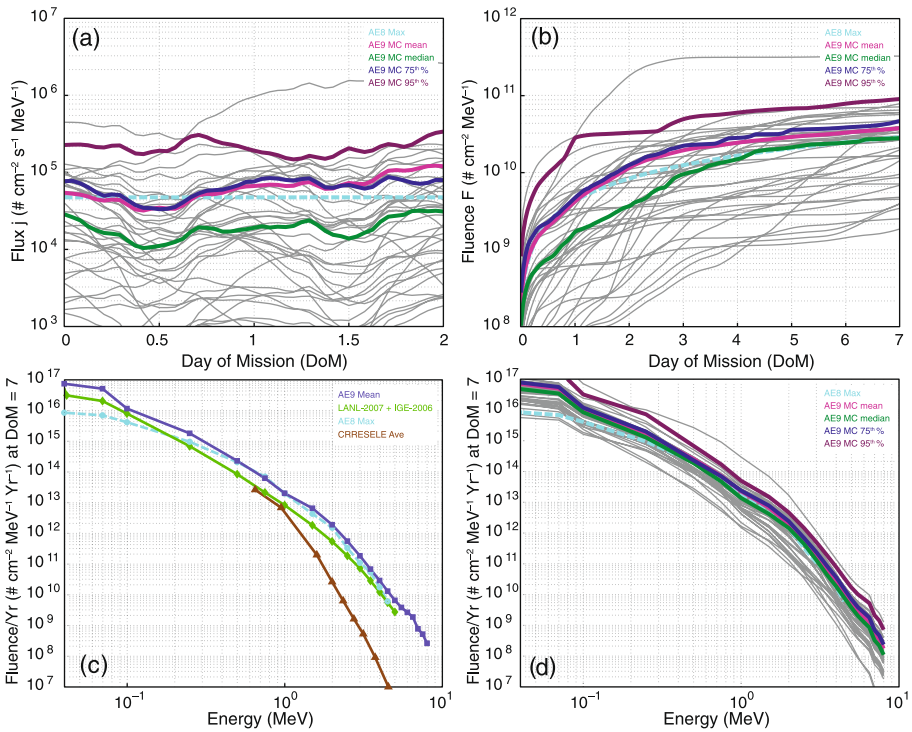 (a)
AE8 Max
AE9 MC mean
AE9 MC median
AE9 MC 75th %
AE9 MC 95th %
Flux j (# cm⁻² s⁻¹ MeV⁻¹)
10⁷
10⁶
10⁵
10⁴
10³
0
0.5
1
1.5
2
Day of Mission (DoM)
(b)
AE8 Max
AE9 MC mean
AE9 MC median
AE9 MC 75th %
AE9 MC 95th %
Fluence F (# cm⁻² MeV⁻¹)
10¹²
10¹¹
10¹⁰
10⁹
10⁸
0
1
2
3
4
5
6
7
Day of Mission (DoM)
AE9 Mean
LANL-2007 + IGE-2006
AE8 Max
CRRESELE Ave
Fluence/Yr (# cm⁻² MeV⁻¹ Yr⁻¹) at DoM = 7
10¹⁷
10¹⁶
10¹⁵
10¹⁴
10¹³
10¹²
10¹¹
10¹⁰
10⁹
10⁸
10⁷
(c)
10⁻¹
10⁰
10¹
Energy (MeV)
AE8 Max
AE9 MC mean
AE9 MC median
AE9 MC 75th %
AE9 MC 95th %
Fluence/Yr (# cm⁻² MeV⁻¹ Yr⁻¹) at DoM = 7
10¹⁷
10¹⁶
10¹⁵
10¹⁴
10¹³
10¹²
10¹¹
10¹⁰
10⁹
10⁸
10⁷
(d)
10⁻¹
10⁰
10¹
Energy (MeV)